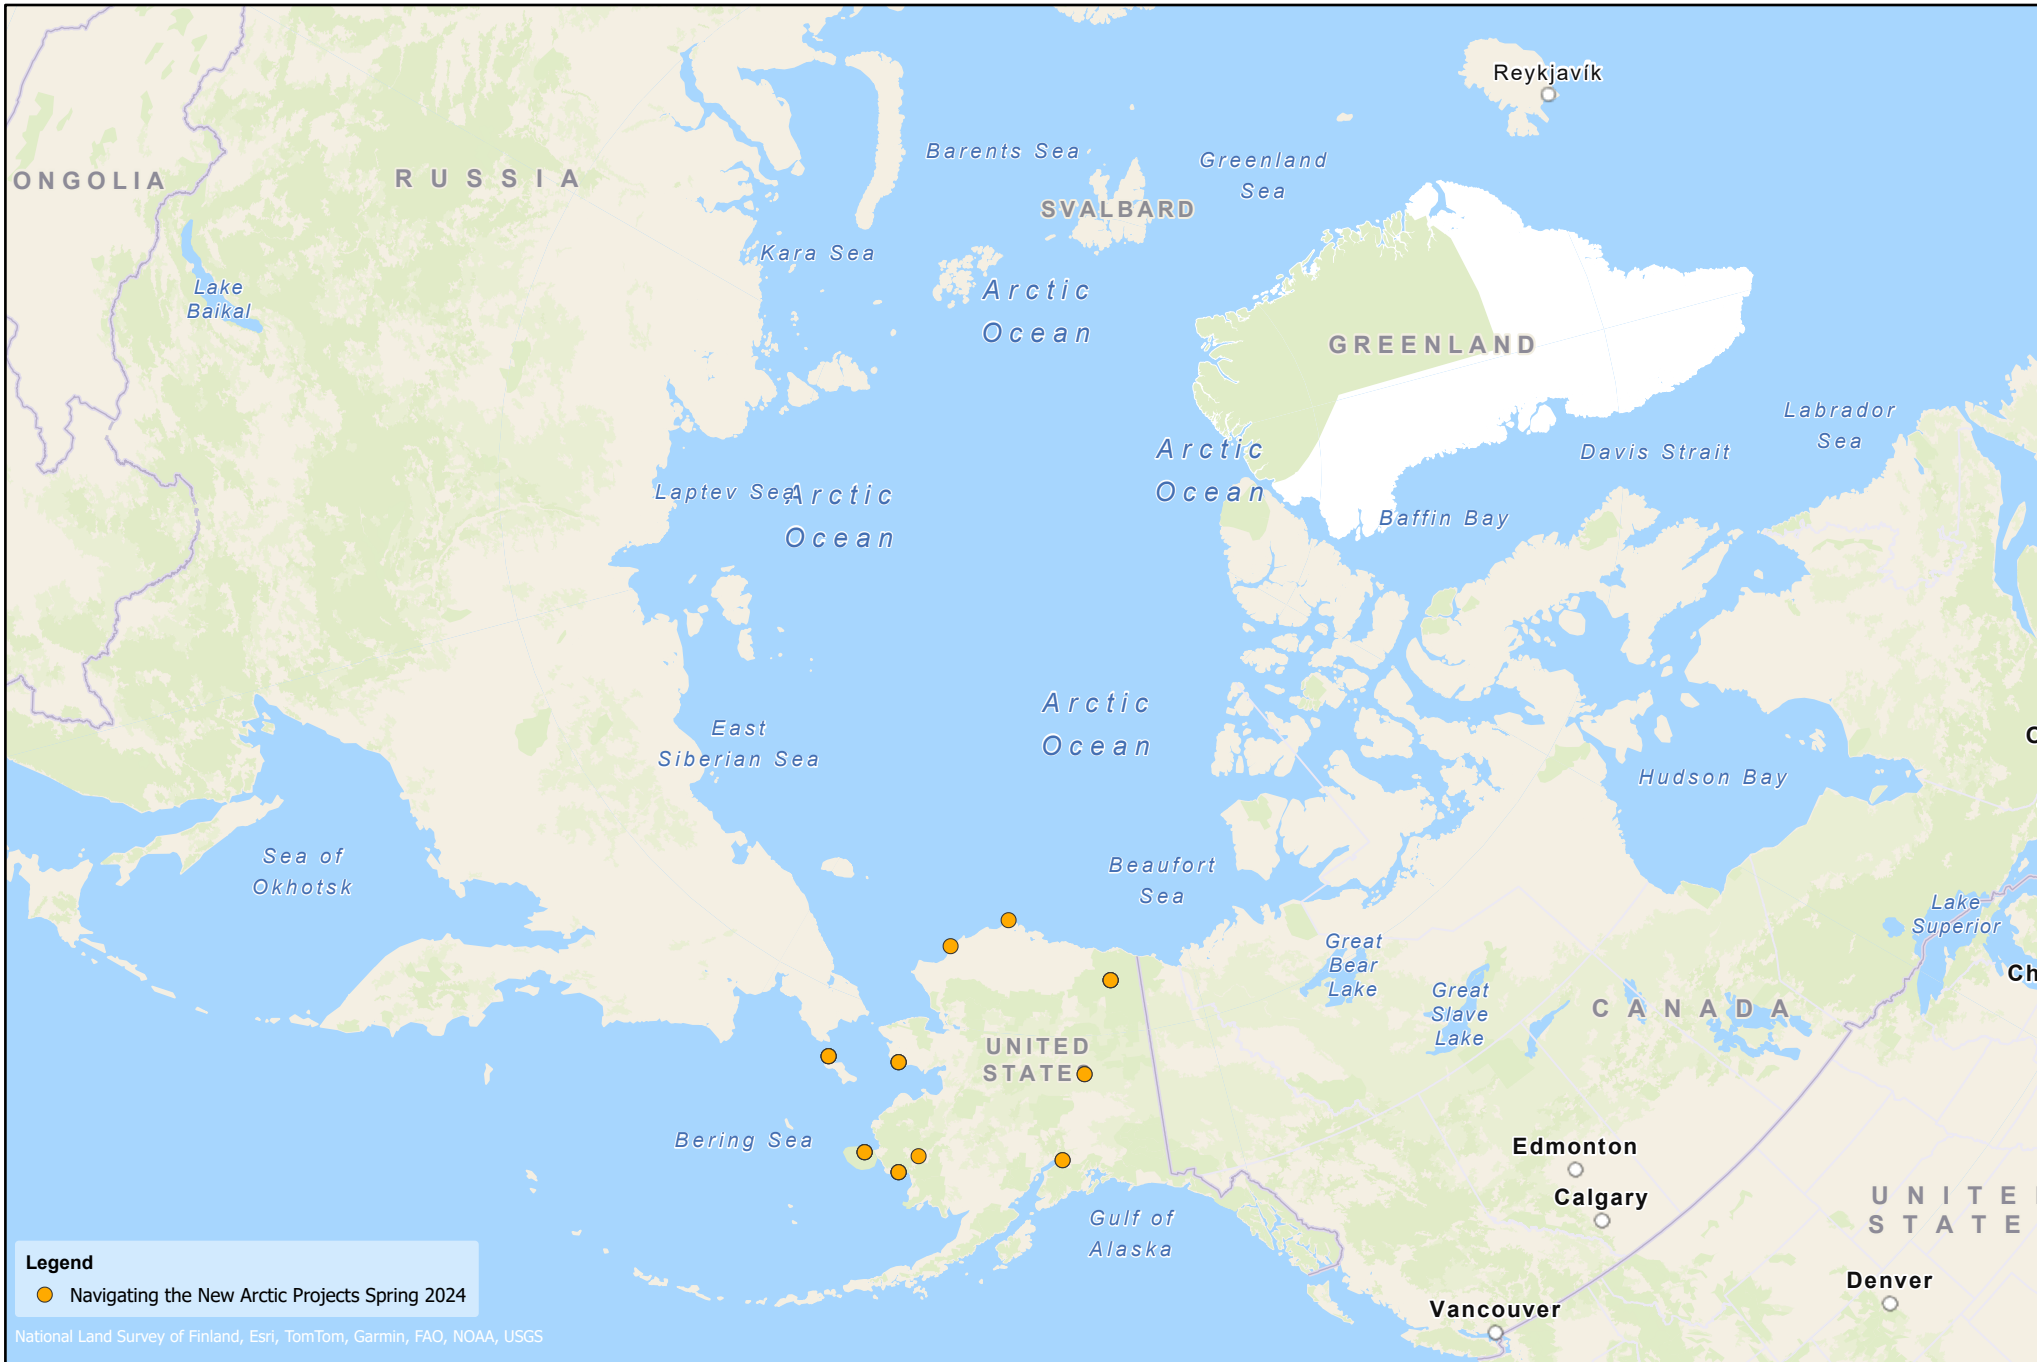 Reykjavík
Barents Sea
Greenland
Sea
ONGOLIA
RUSSIA
SVALBARD
Kara Sea
Lake
Baikal
Arctic
Ocean
GREENLAND
Labrador
Sea
Davis Strait
Arctic
Ocean
Laptev Sea
Arctic
Ocean
Baffin Bay
Arctic
Ocean
East
Siberian Sea
C
Hudson Bay
Sea of
Okhotsk
Beaufort
Sea
Lake
Superior
Great
Bear
Lake
Great
Slave
Lake
Ch
CANADA
UNITED
STATE
Bering Sea
Edmonton
Calgary
UNITE
STATE
Gulf of
Alaska
Denver
Vancouver
Legend
Navigating the New Arctic Projects Spring 2024
National Land Survey of Finland, Esri, TomTom, Garmin, FAO, NOAA, USGS